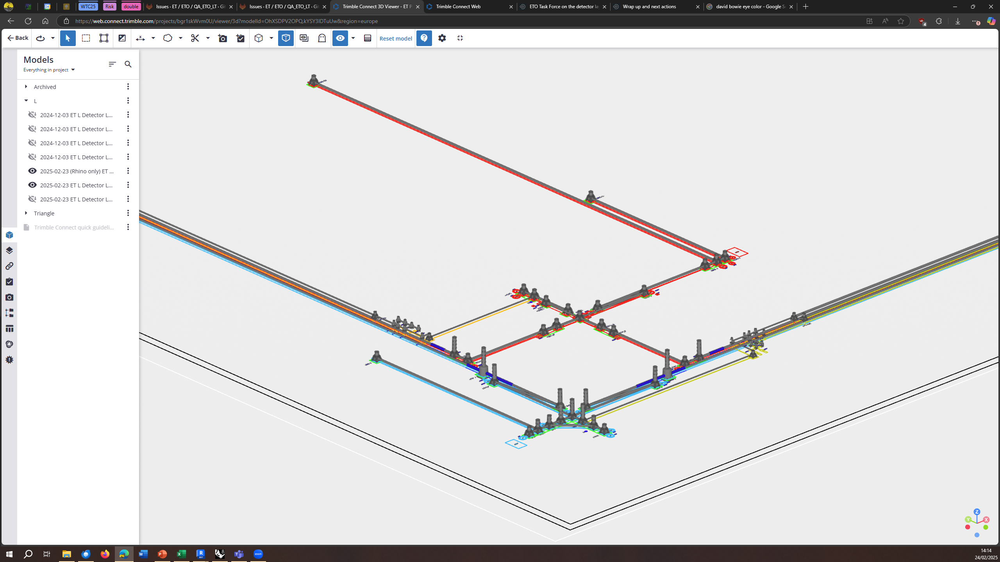 24
WTC25
Risk
double
Issues · ET / ETO / QA_ETO_LT · Git
Issues · ET / ETO / QA_ETO_LT · Git
Trimble Connect 3D Viewer - ET P
Trimble Connect Web
ETO Task Force on the detector la
Wrap up and next actions
david bowie eye color - Google S
https://web.connect.trimble.com/projects/bgr1skWvm0U/viewer/3d?modelId=OhXSDPV2OPQ,kYSY3IDTuUw&region=europe
4
Back
Reset model
Models
Everything in project
Archived
L
2024-12-03 ET L Detector L...
2024-12-03 ET L Detector L...
2024-12-03 ET L Detector L...
2024-12-03 ET L Detector L...
2025-02-23 (Rhino only) ET ...
2025-02-23 ET L Detector L...
2025-02-23 ET L Detector L...
Triangle
Trimble Connect quick guideli...
Z
Y
X
zoom
14:14
24/02/2025